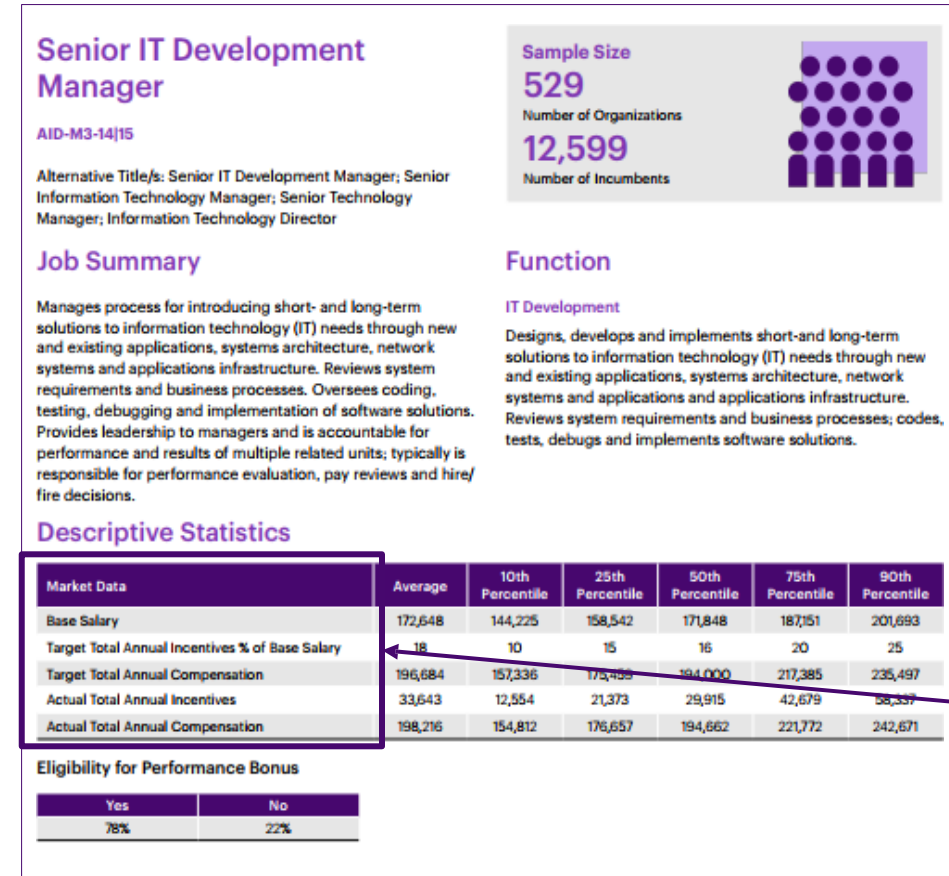 Senior IT Development
Manager
AID-M3-14|15
Alternative Title/s: Senior IT Development Manager; Senior
Information Technology Manager; Senior Technology
Manager; Information Technology Director
Sample Size
529
Number of Organizations
12,599
Number of Incumbents
Job Summary
Manages process for introducing short- and long-term
solutions to information technology (IT) needs through new
and existing applications, systems architecture, network
systems and applications infrastructure. Reviews system
requirements and business processes. Oversees coding,
testing, debugging and implementation of software solutions.
Provides leadership to managers and is accountable for
performance and results of multiple related units; typically is
responsible for performance evaluation, pay reviews and hire/
fire decisions.
Function
IT Development
Designs, develops and implements short-and long-term
solutions to information technology (IT) needs through new
and existing applications, systems architecture, network
systems and applications and applications infrastructure.
Reviews system requirements and business processes; codes,
tests, debugs and implements software solutions.
Descriptive Statistics
Market Data Average 10th Percentile 25th Percentile 50th Percentile 75th Percentile 90th Percentile
Base Salary 172,648 144,225 158,542 171,848 187,151 201,693
Target Total Annual Incentives % of Base Salary 18 10 15 16 20 25
Target Total Annual Compensation 196,684 157,336 194,000 217,385 235,497
Actual Total Annual Incentives 33,643 12,554 21,373 29,915 42,679 58,337
Actual Total Annual Compensation 198,216 154,812 176,657 194,662 221,772 242,671
Eligibility for Performance Bonus
Yes No
78% 22%